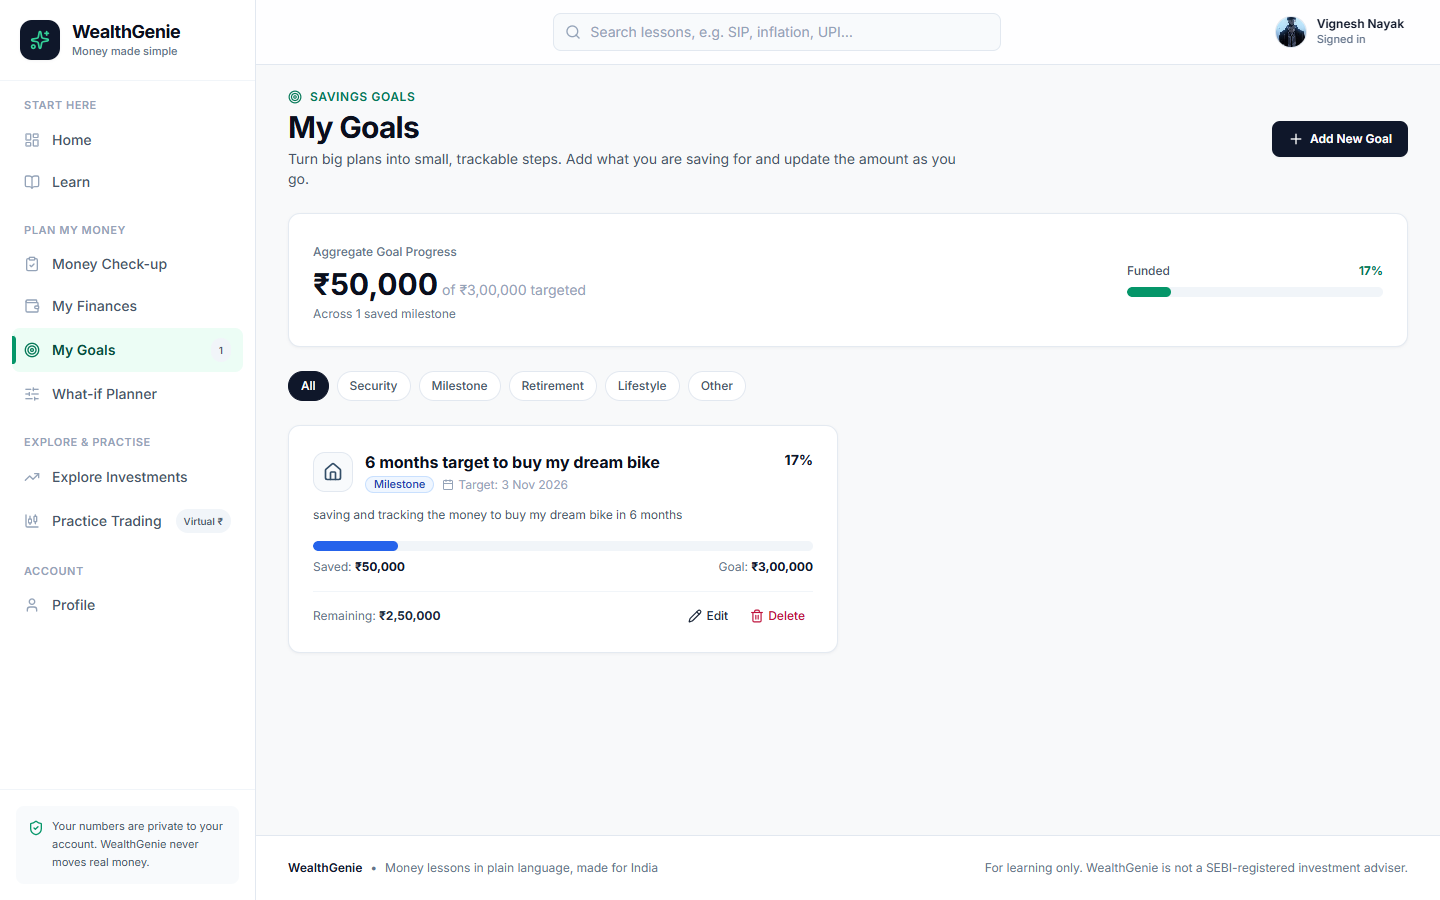 WealthGenie
Money made simple
START HERE
Home
Learn
PLAN MY MONEY
Money Check-up
My Finances
My Goals 1
What-if Planner
EXPLORE & PRACTISE
Explore Investments
Practice Trading Virtual ₹
ACCOUNT
Profile
Your numbers are private to your
account. WealthGenie never
moves real money.
Search lessons, e.g. SIP, inflation, UPI...
Vignesh Nayak
Signed in
SAVINGS GOALS
My Goals
Turn big plans into small, trackable steps. Add what you are saving for and update the amount as you
go.
Add New Goal
Aggregate Goal Progress
₹50,000 of ₹3,00,000 targeted
Across 1 saved milestone
Funded 17%
All Security Milestone Retirement Lifestyle Other
6 months target to buy my dream bike 17%
Milestone Target: 3 Nov 2026
saving and tracking the money to buy my dream bike in 6 months
Saved: ₹50,000 Goal: ₹3,00,000
Remaining: ₹2,50,000 Edit Delete
WealthGenie • Money lessons in plain language, made for India
For learning only. WealthGenie is not a SEBI-registered investment adviser.